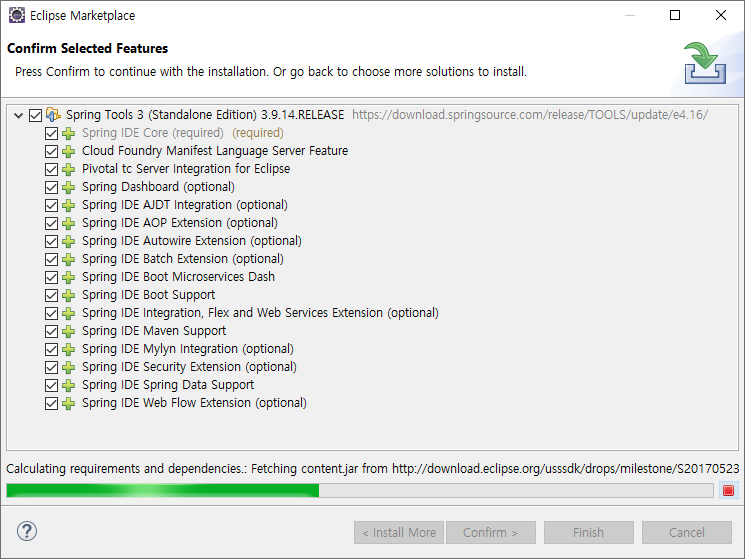 Eclipse Marketplace
Confirm Selected Features
Press Confirm to continue with the installation. Or go back to choose more solutions to install.
Spring Tools 3 (Standalone Edition) 3.9.14.RELEASE https://download.springsource.com/release/TOOLS/update/e4.16/
Spring IDE Core (required) (required)
Cloud Foundry Manifest Language Server Feature
Pivotal tc Server Integration for Eclipse
Spring Dashboard (optional)
Spring IDE AJDT Integration (optional)
Spring IDE AOP Extension (optional)
Spring IDE Autowire Extension (optional)
Spring IDE Batch Extension (optional)
Spring IDE Boot Microservices Dash
Spring IDE Boot Support
Spring IDE Integration, Flex and Web Services Extension (optional)
Spring IDE Maven Support
Spring IDE Mylyn Integration (optional)
Spring IDE Security Extension (optional)
Spring IDE Spring Data Support
Spring IDE Web Flow Extension (optional)
Calculating requirements and dependencies.: Fetching content.jar from http://download.eclipse.org/usssdk/drops/milestone/S20170523
?
< Install More
Confirm >
Finish
Cancel